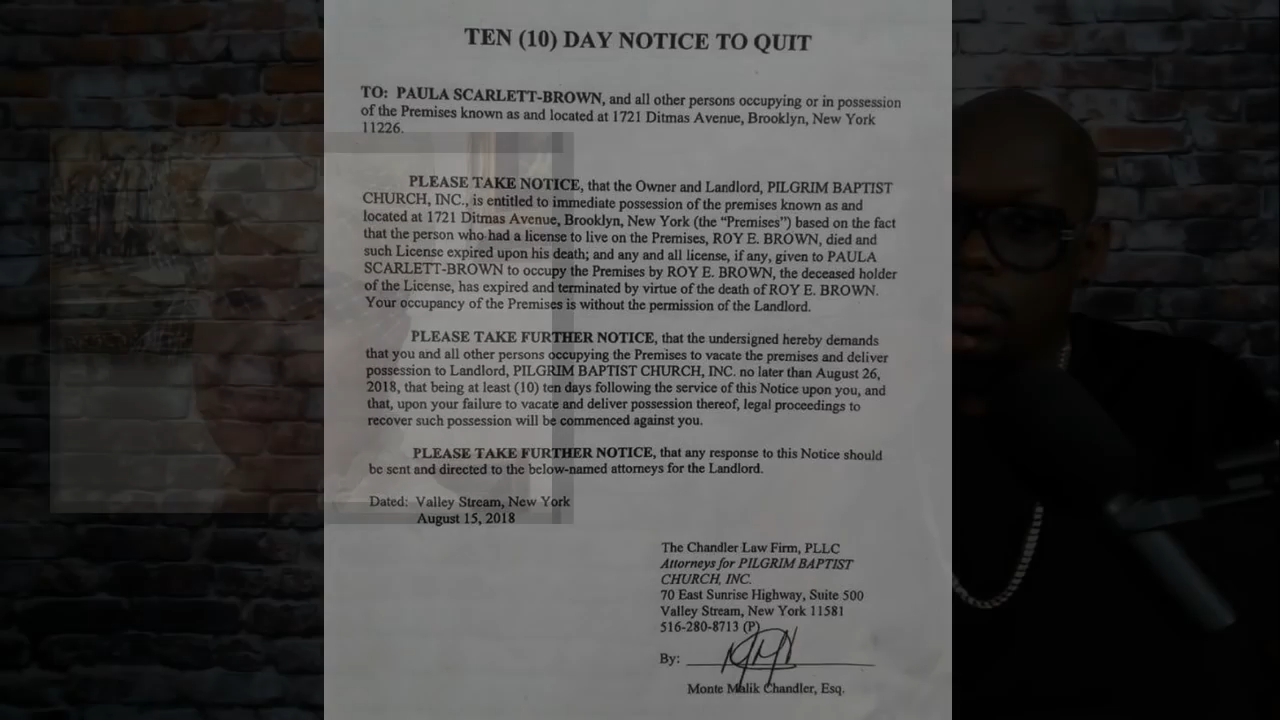 TEN (10) DAY NOTICE TO QUIT
TO: PAULA SCARLETT-BROWN, and all other persons occupying or in possession
of the Premises known as and located at 1721 Ditmas Avenue, Brooklyn, New York
11226.
PLEASE TAKE NOTICE, that the Owner and Landlord, PILGRIM BAPTIST
CHURCH, INC., is entitled to immediate possession of the premises known as and
located at 1721 Ditmas Avenue, Brooklyn, New York (the “Premises”) based on the fact
that the person who had a license to live on the Premises, ROY E. BROWN, died and
such License expired upon his death; and any and all license, if any, given to PAULA
SCARLETT-BROWN to occupy the Premises by ROY E. BROWN, the deceased holder
of the License, has expired and terminated by virtue of the death of ROY E. BROWN.
Your occupancy of the Premises is without the permission of the Landlord.
PLEASE TAKE FURTHER NOTICE, that the undersigned hereby demands
that you and all other persons occupying the Premises to vacate the premises and deliver
possession to Landlord, PILGRIM BAPTIST CHURCH, INC. no later than August 26,
2018, that being at least (10) ten days following the service of this Notice upon you, and
that, upon your failure to vacate and deliver possession thereof, legal proceedings to
recover such possession will be commenced against you.
PLEASE TAKE FURTHER NOTICE, that any response to this Notice should
be sent and directed to the below-named attorneys for the Landlord.
Dated: Valley Stream, New York
August 15, 2018
The Chandler Law Firm, PLLC
Attorneys for PILGRIM BAPTIST
CHURCH, INC.
70 East Sunrise Highway, Suite 500
Valley Stream, New York 11581
516-280-8713 (P)
By:
Monte Malik Chandler, Esq.